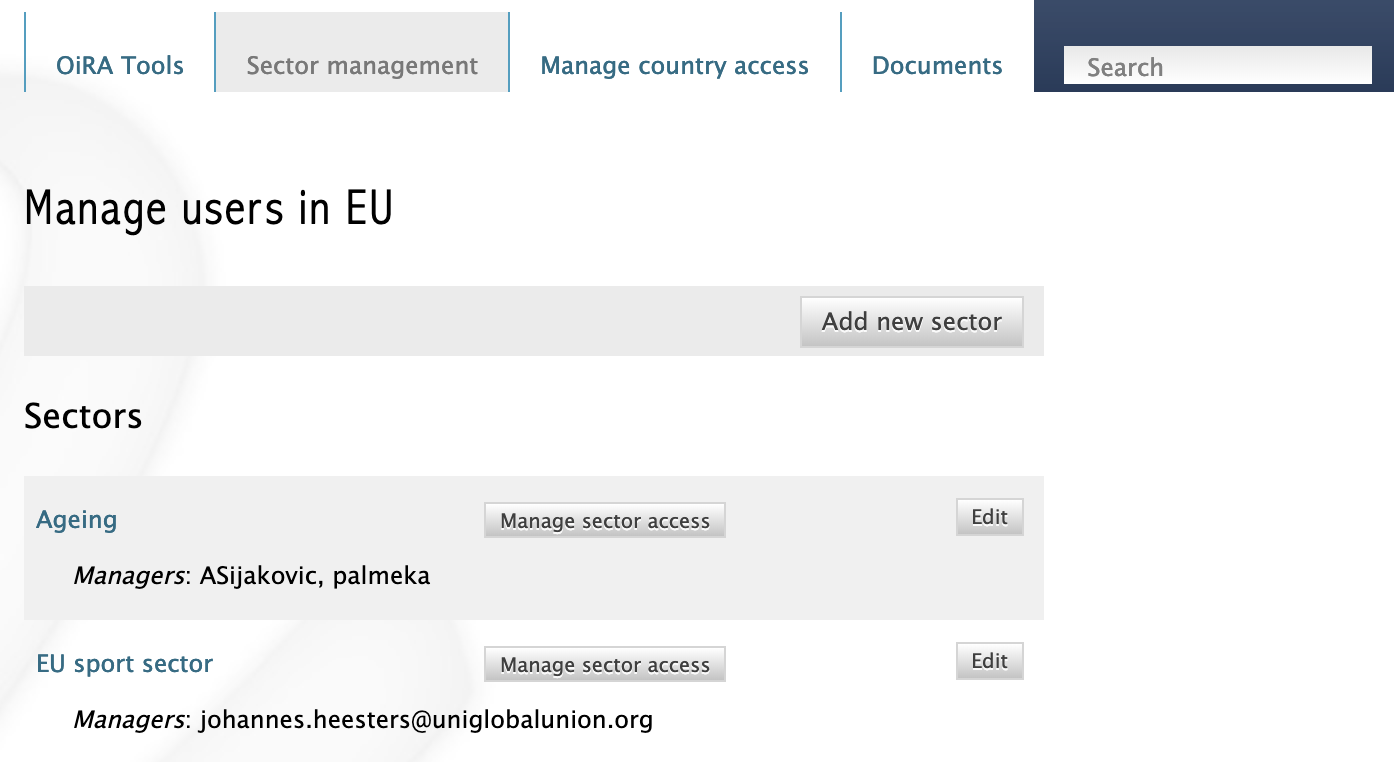 OiRA Tools
Sector management
Manage country access
Documents
Search
Manage users in EU
Add new sector
Sectors
Ageing
Manage sector access
Edit
Managers: ASijakovic, palmeka
EU sport sector
Manage sector access
Edit
Managers: johannes.heesters@uniglobalunion.org